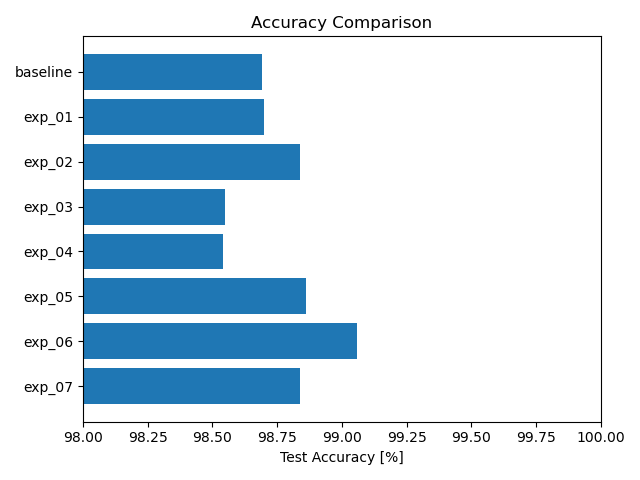 Accuracy Comparison
baseline
exp_01
exp_02
exp_03
exp_04
exp_05
exp_06
exp_07
98.00 98.25 98.50 98.75 99.00 99.25 99.50 99.75 100.00
Test Accuracy [%]